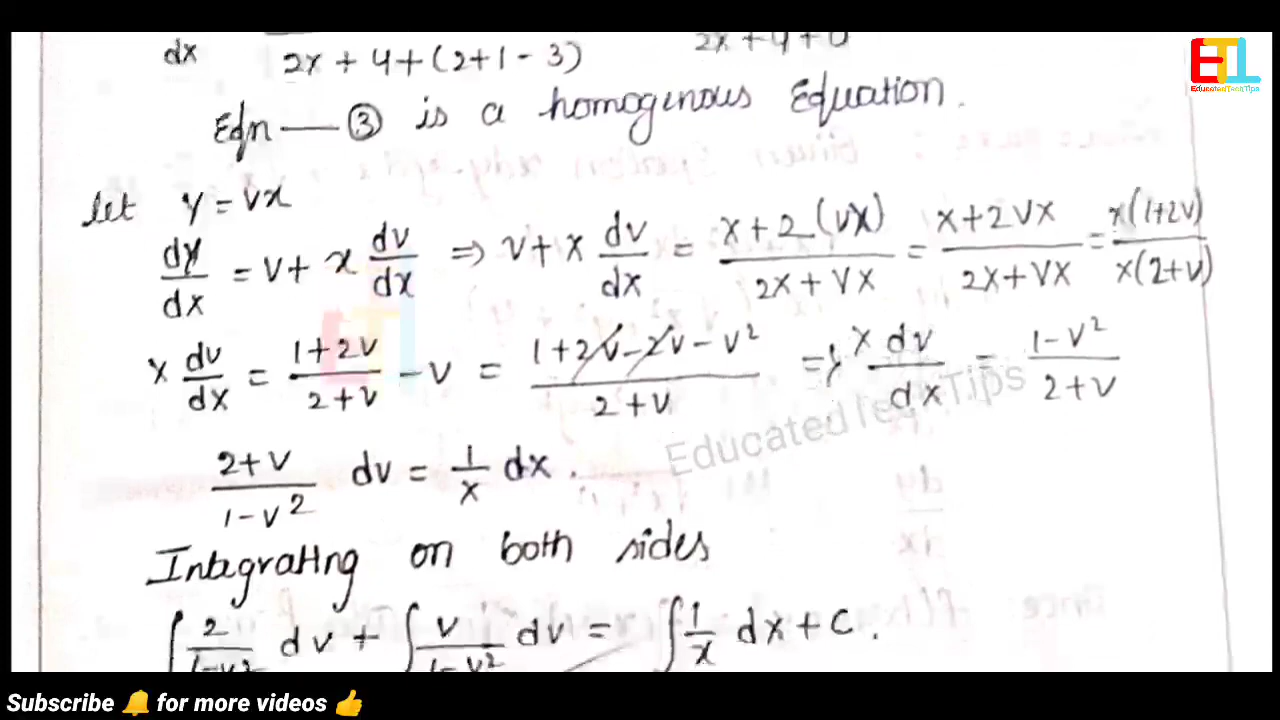 dx 2x + y + (2+1-3) 2x + y + 0
Eqn — ③ is a homogenous Equation.
ETL
EducatedTechTips
let y = vx
dy/dx = v + x dv/dx ⇒ v + x dv/dx = x + 2(vx) / 2x + vx = x + 2vx / 2x + vx = x(1+2v) / x(2+v)
x dv/dx = 1+2v / 2+v - v = 1+2v-2v-v² / 2+v ⇒ x dv/dx = 1-v² / 2+v
EducatedTechTips
2+v / 1-v² dv = 1/x dx.
Integrating on both sides
∫ 2 / 1-v² dv + ∫ v / 1-v² dv = ∫ 1/x dx + c.
Subscribe 🔔 for more videos 👍